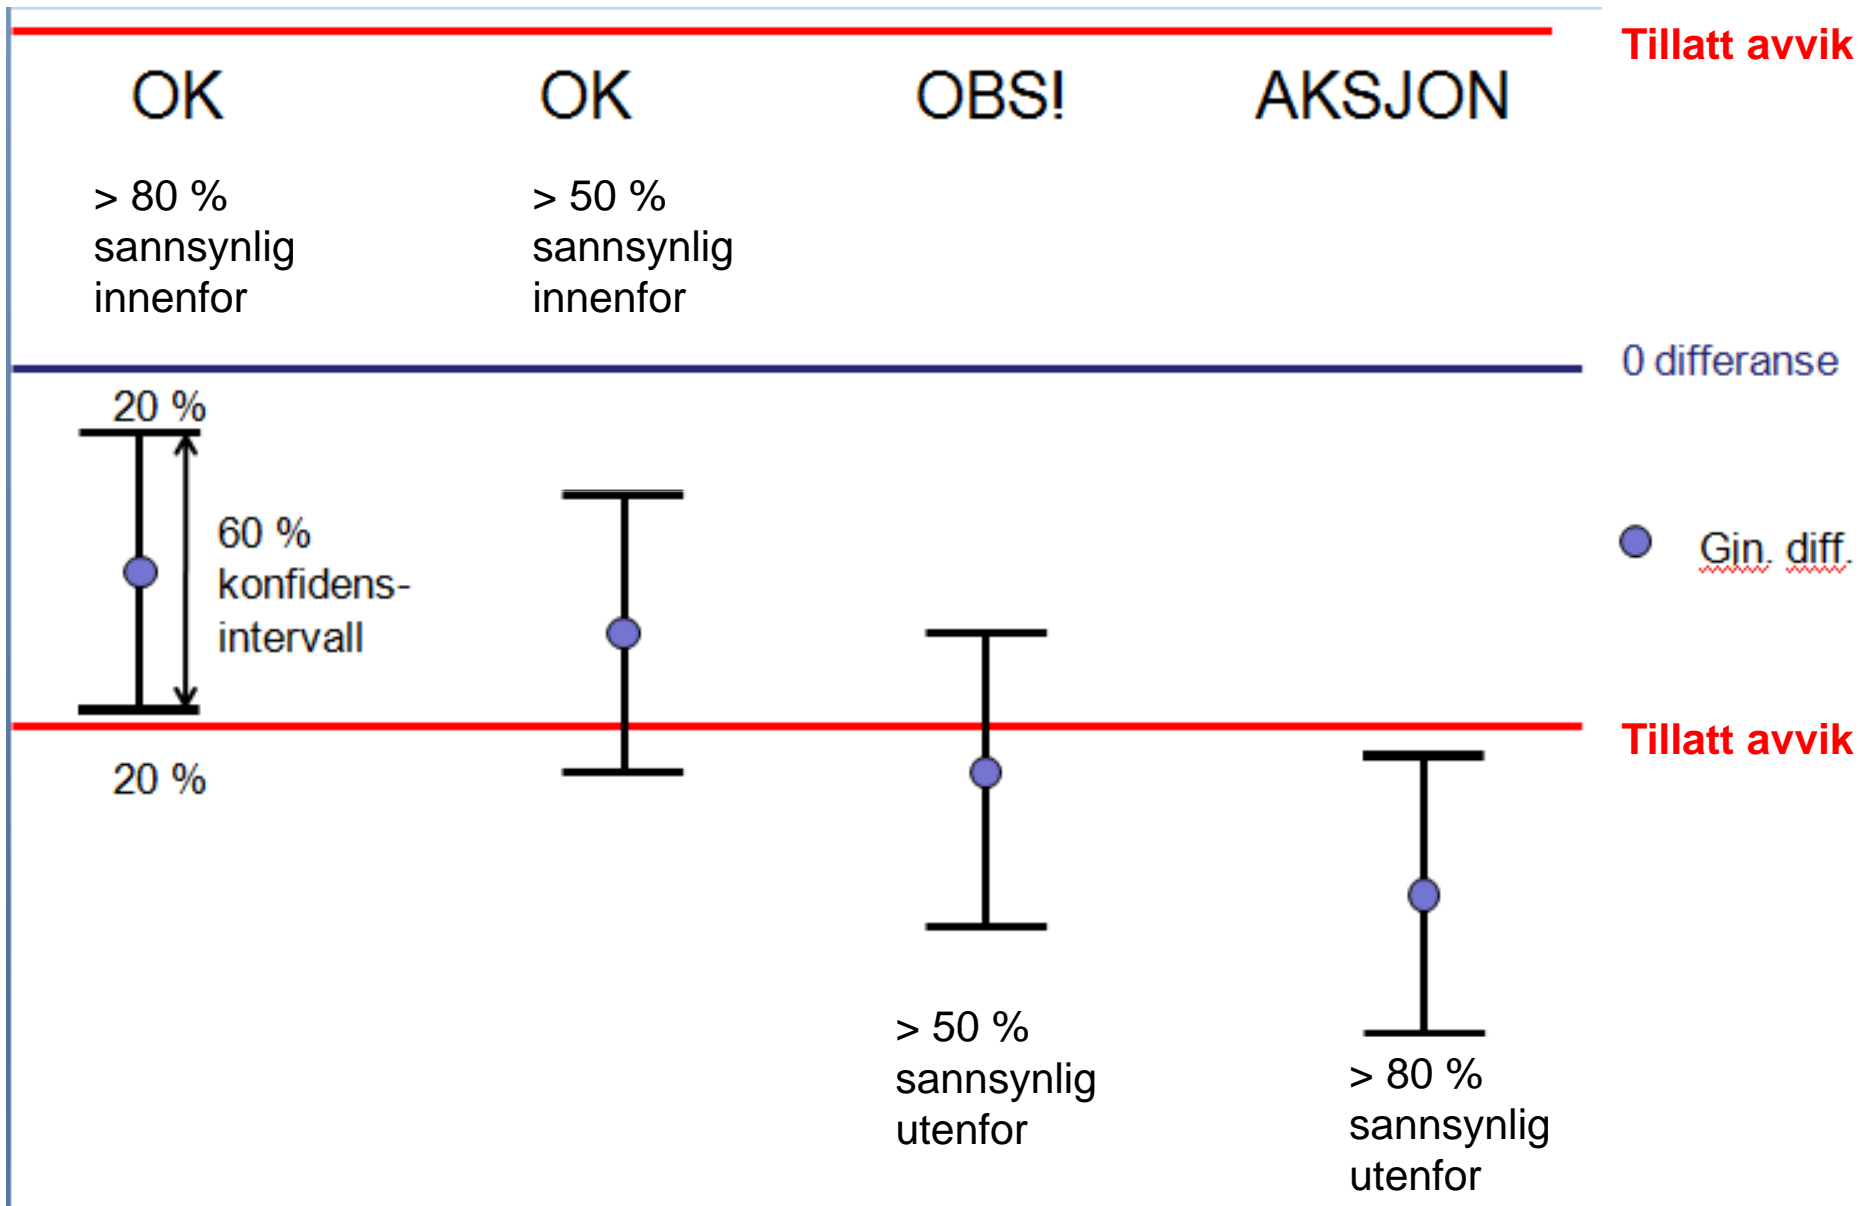 Tillatt avvik
OK
OK
OBS!
AKSJON
> 80 %
sannsynlig
innenfor
> 50 %
sannsynlig
innenfor
0 differanse
20 %
60 %
konfidens-
intervall
Gin. diff.
Tillatt avvik
20 %
> 50 %
sannsynlig
utenfor
> 80 %
sannsynlig
utenfor